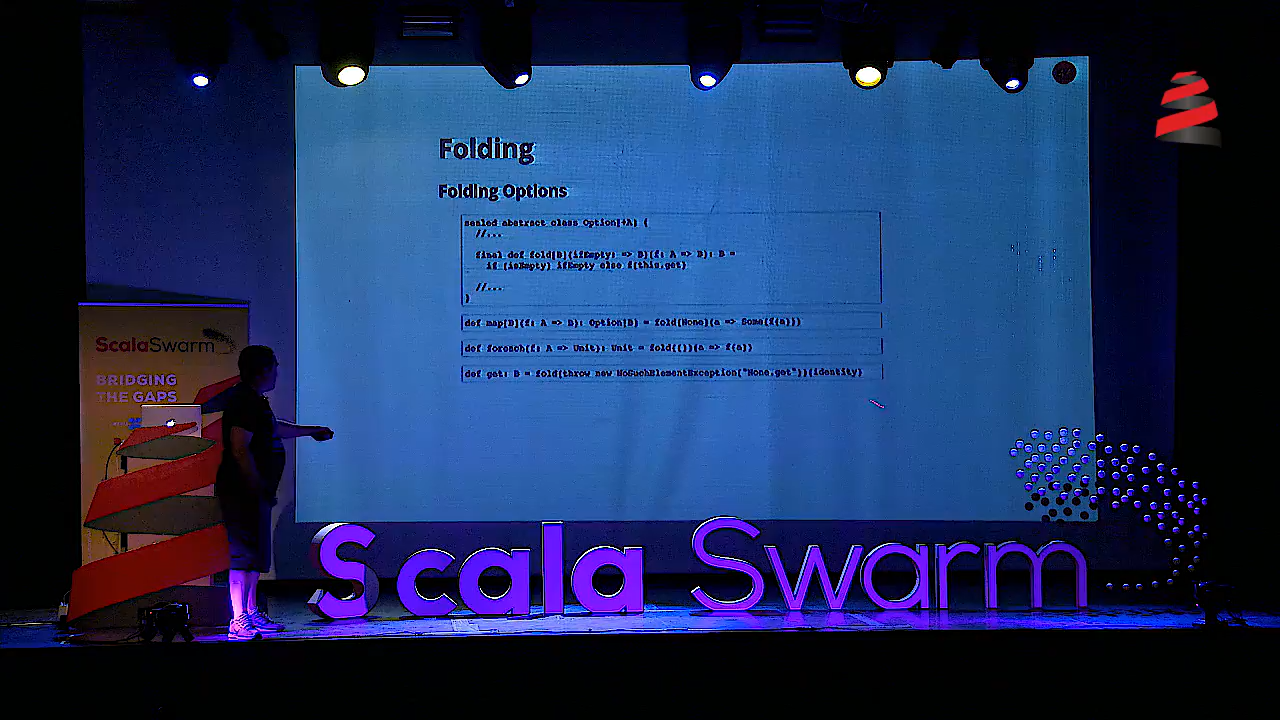 Folding
Folding Options
sealed abstract class Option[+A] {
//...
final def fold[B](ifEmpty: => B)(f: A => B): B =
if (isEmpty) ifEmpty else f(this.get)
//...
}
def map[B](f: A => B): Option[B] = fold(None)(a => Some(f(a)))
def foreach(f: A => Unit): Unit = fold(())(a => f(a))
def get: B = fold(throw new NoSuchElementException("None.get"))(identity)
ScalaSwarm
BRIDGING
THE GAPS
Scala Swarm